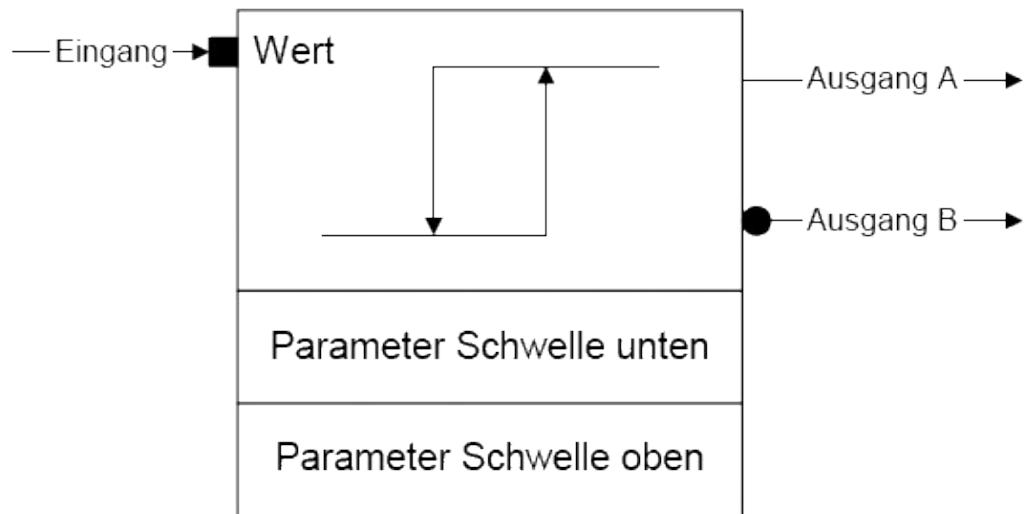 Eingang
Wert
Ausgang A
Ausgang B
Parameter Schwelle unten
Parameter Schwelle oben